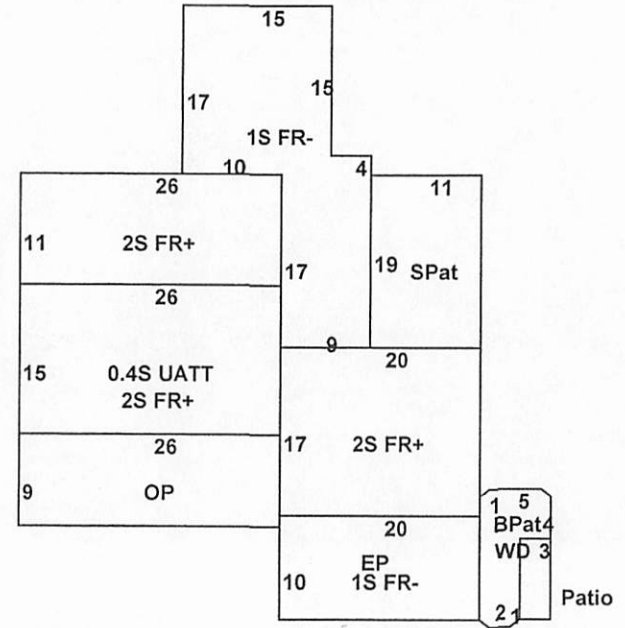 15
17
15
1S FR-
10
4
26
11
11
2S FR+
17
19
SPat
26
9
20
15
0.4S UATT
2S FR+
26
17
2S FR+
9
OP
1
5
20
BPat4
EP
WD
3
10
1S FR-
Patio
2
1